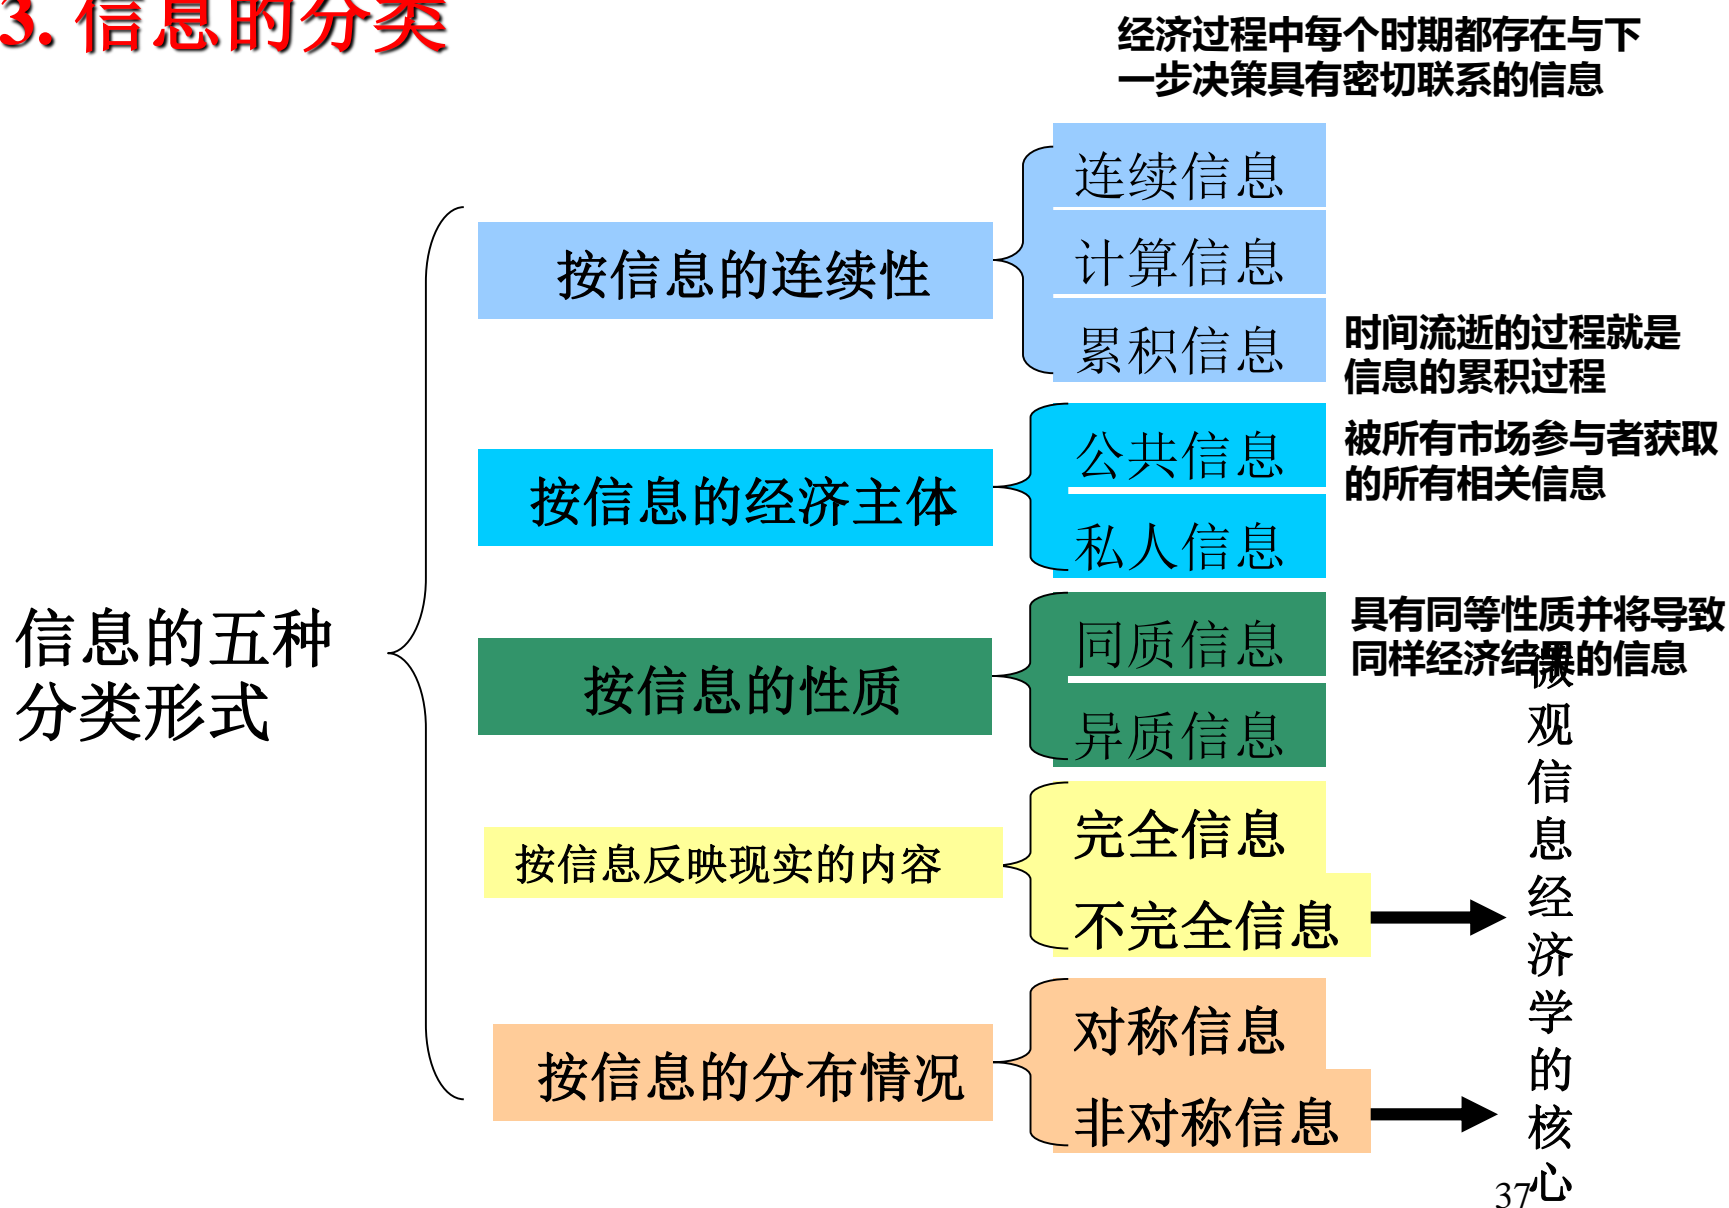 3. 信息的分类
经济过程中每个时期都存在与下
一步决策具有密切联系的信息
信息的五种
分类形式
按信息的连续性
连续信息
计算信息
累积信息
时间流逝的过程就是
信息的累积过程
按信息的经济主体
公共信息
私人信息
被所有市场参与者获取
的所有相关信息
按信息的性质
同质信息
异质信息
具有同等性质并将导致
同样经济结果的信息
按信息反映现实的内容
完全信息
不完全信息
按信息的分布情况
对称信息
非对称信息
微观信息经济学的核心
37